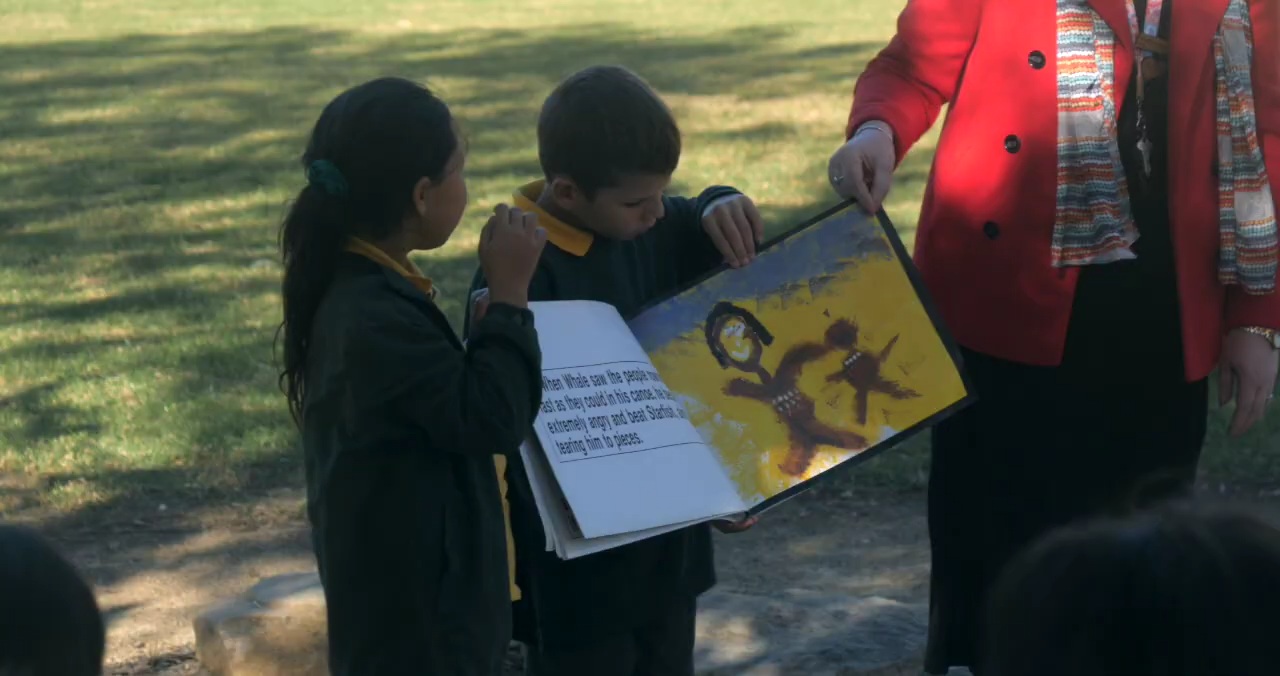 When Whale saw the people
fast as they could in his canoe, he
extremely angry and beat Starfish,
tearing him to pieces.